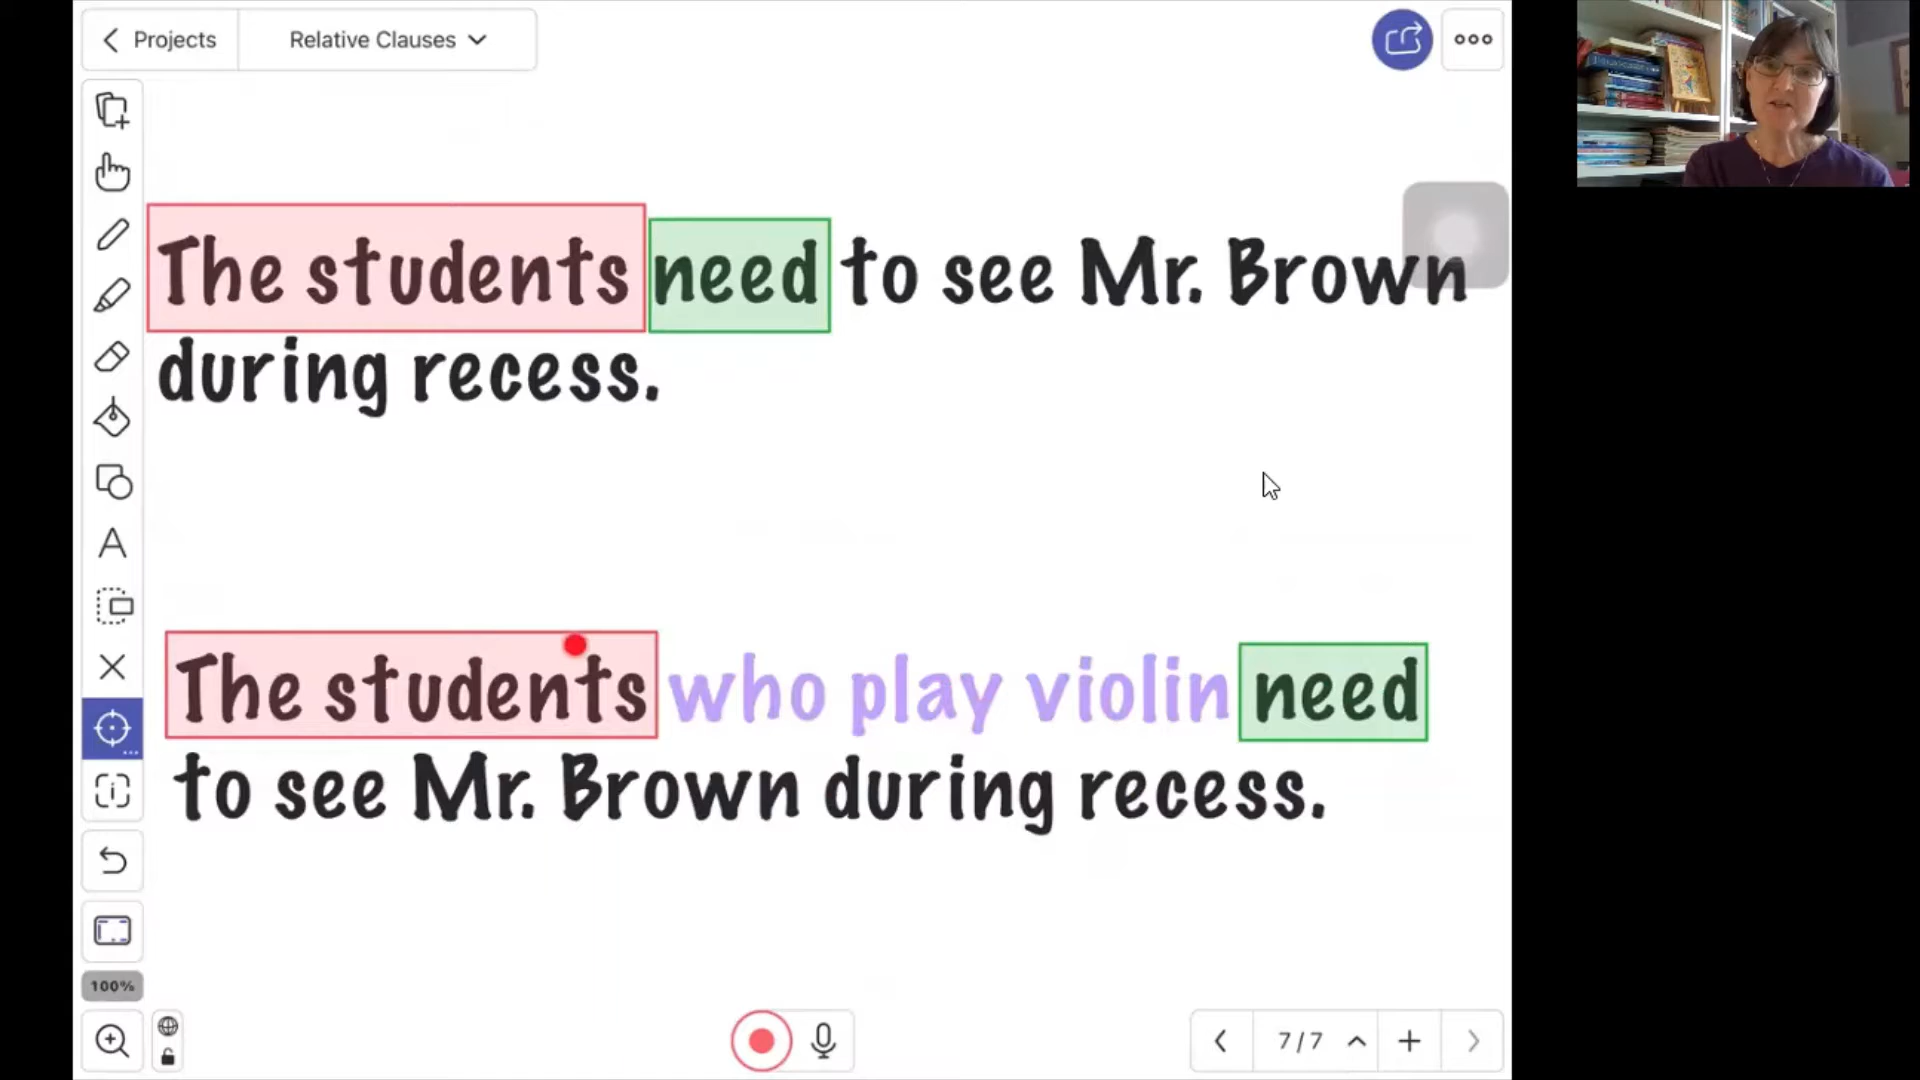 Projects
Relative Clauses
The students need to see Mr. Brown
during recess.
The students who play violin need
to see Mr. Brown during recess.
100%
7/7